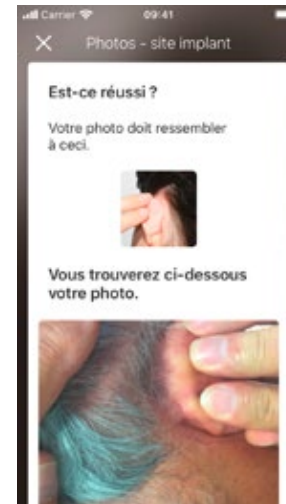 Carrier 09:41
Photos - site implant
Est-ce réussi ?
Votre photo doit ressembler
à ceci.
Vous trouverez ci-dessous
votre photo.